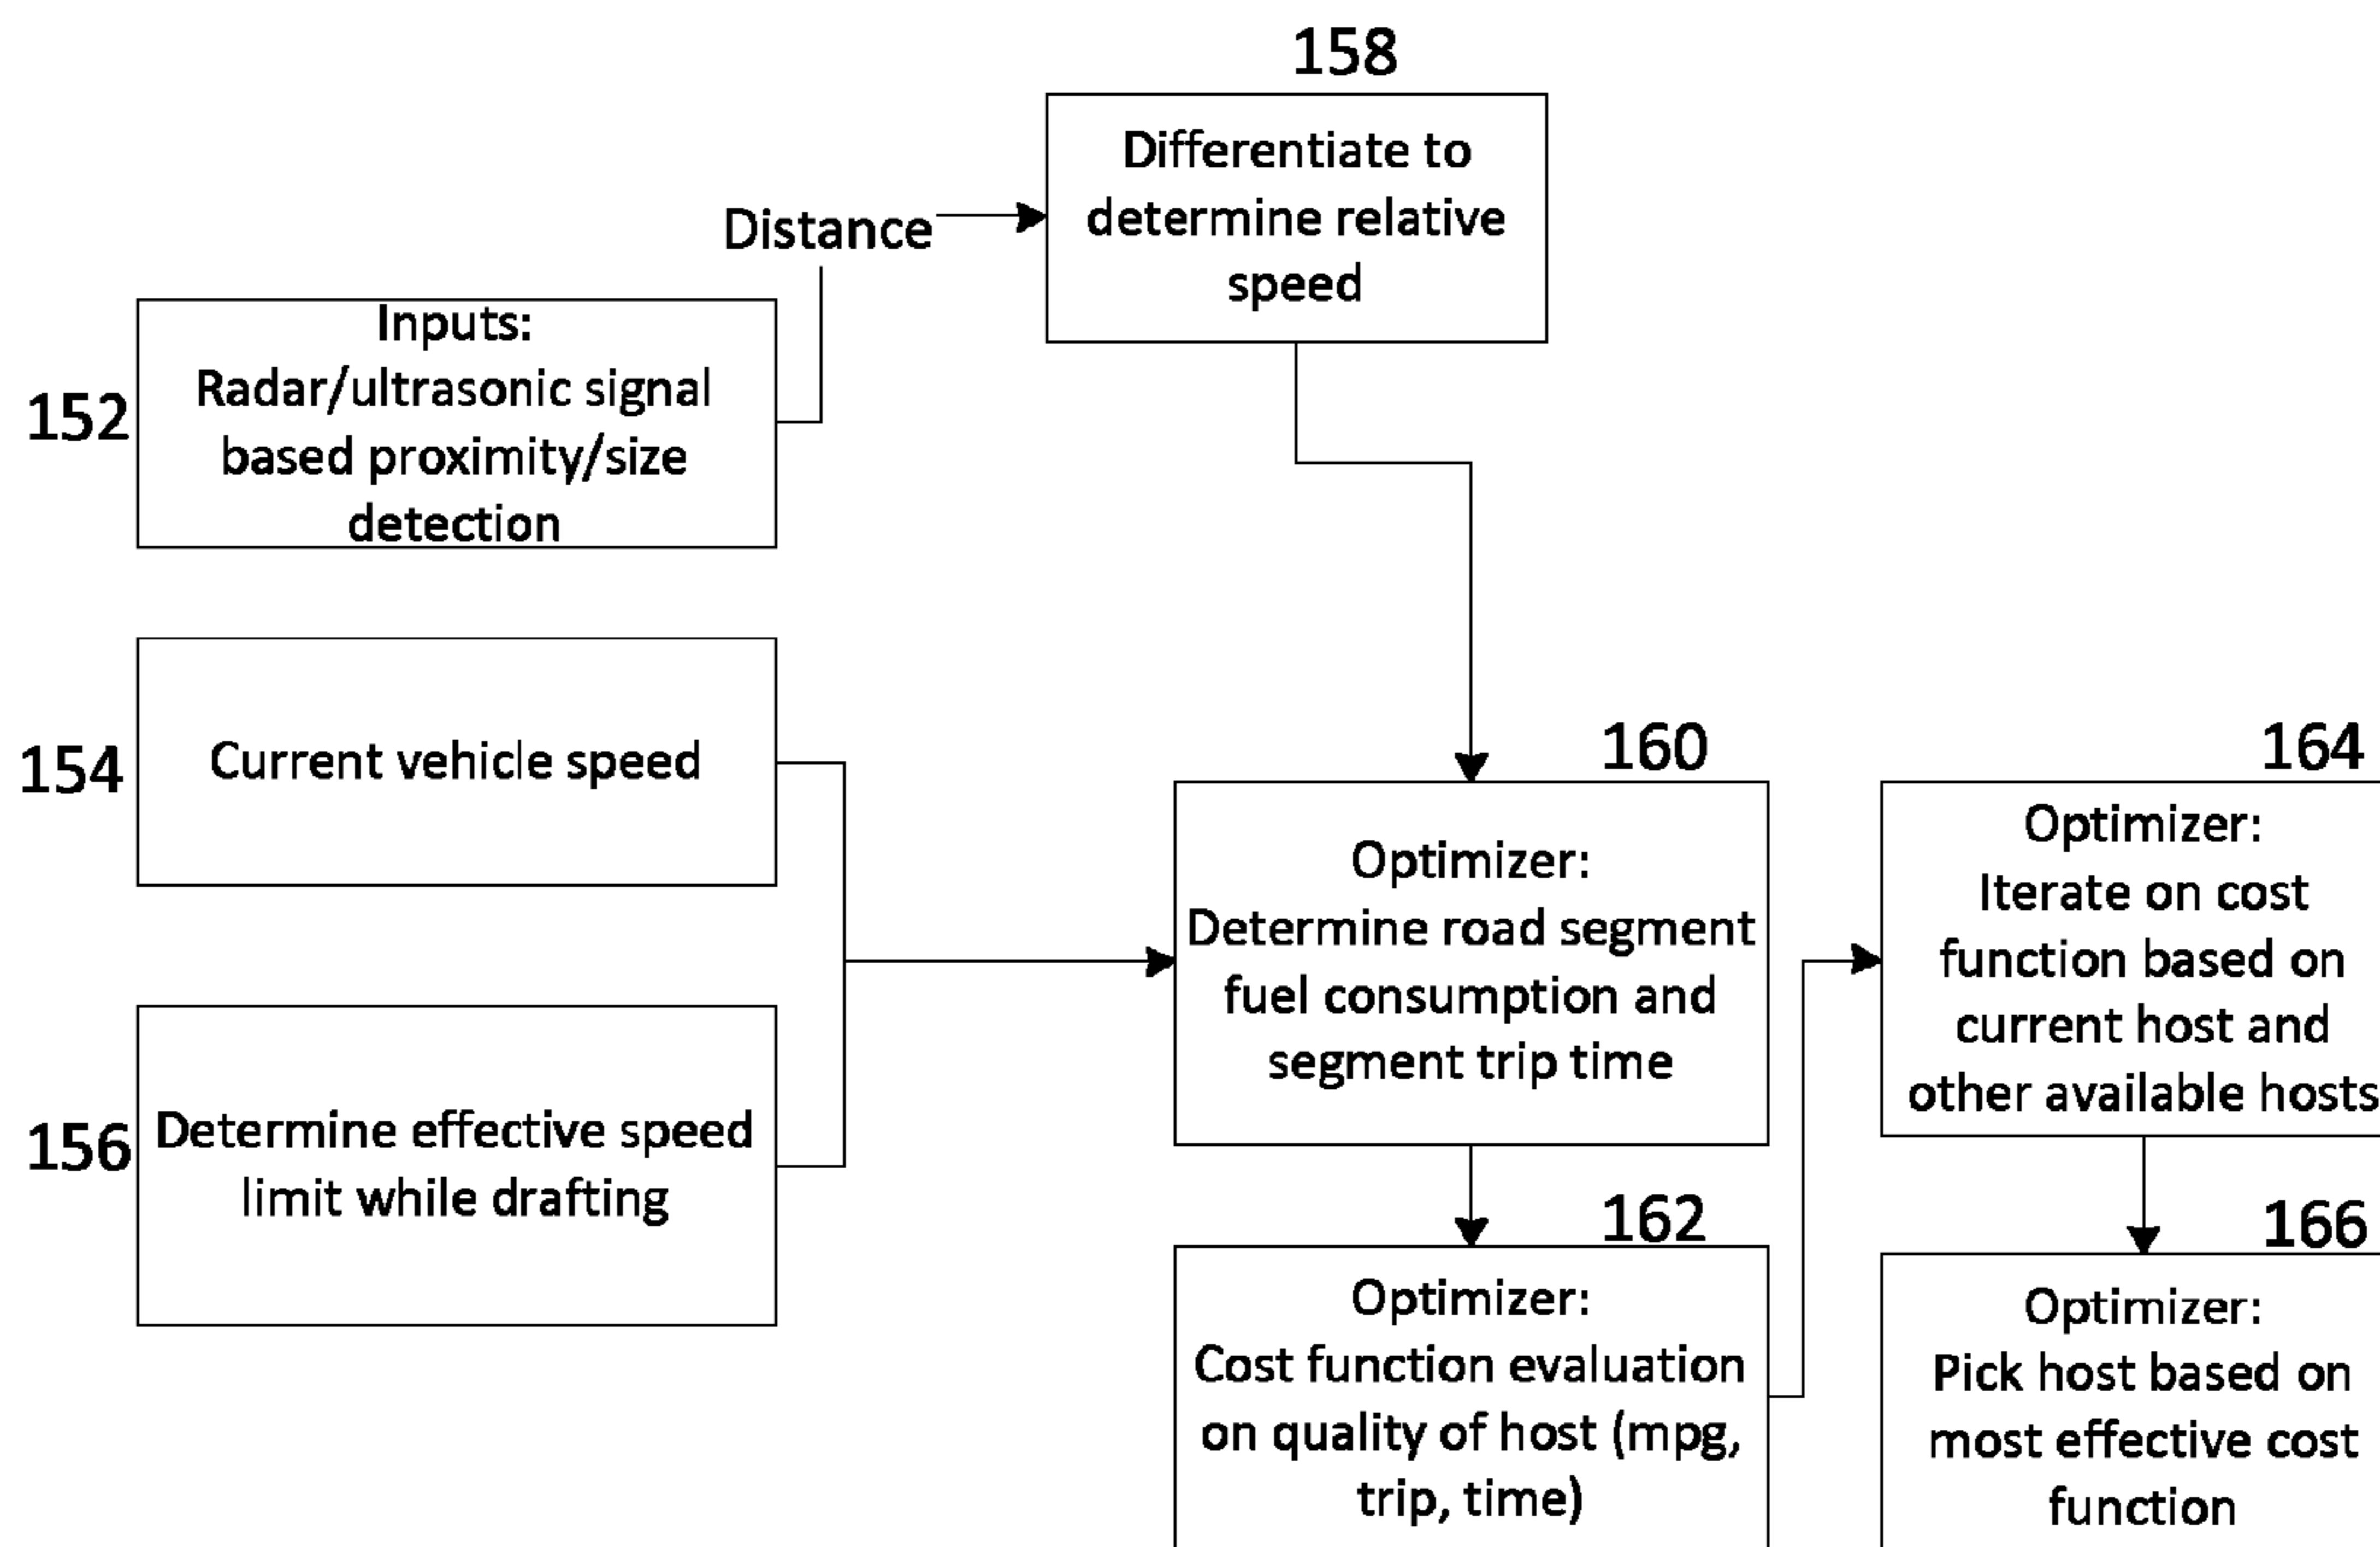 158
Differentiate to
determine relative
speed
Distance
152
Inputs:
Radar/ultrasonic signal
based proximity/size
detection
154
Current vehicle speed
156
Determine effective speed
limit while drafting
160
Optimizer:
Determine road segment
fuel consumption and
segment trip time
162
Optimizer:
Cost function evaluation
on quality of host (mpg,
trip, time)
164
Optimizer:
Iterate on cost
function based on
current host and
other available hosts
166
Optimizer:
Pick host based on
most effective cost
function